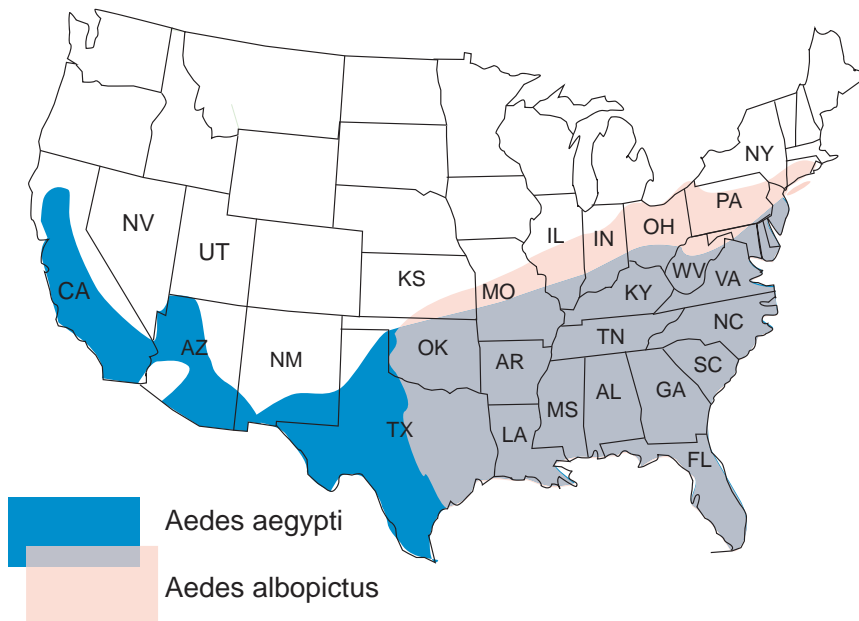 NY
NV
UT
IL
IN
OH
PA
CA
KS
MO
WV
VA
KY
AZ
NM
OK
TN
NC
AR
SC
TX
MS
AL
GA
LA
FL
Aedes aegypti
Aedes albopictus